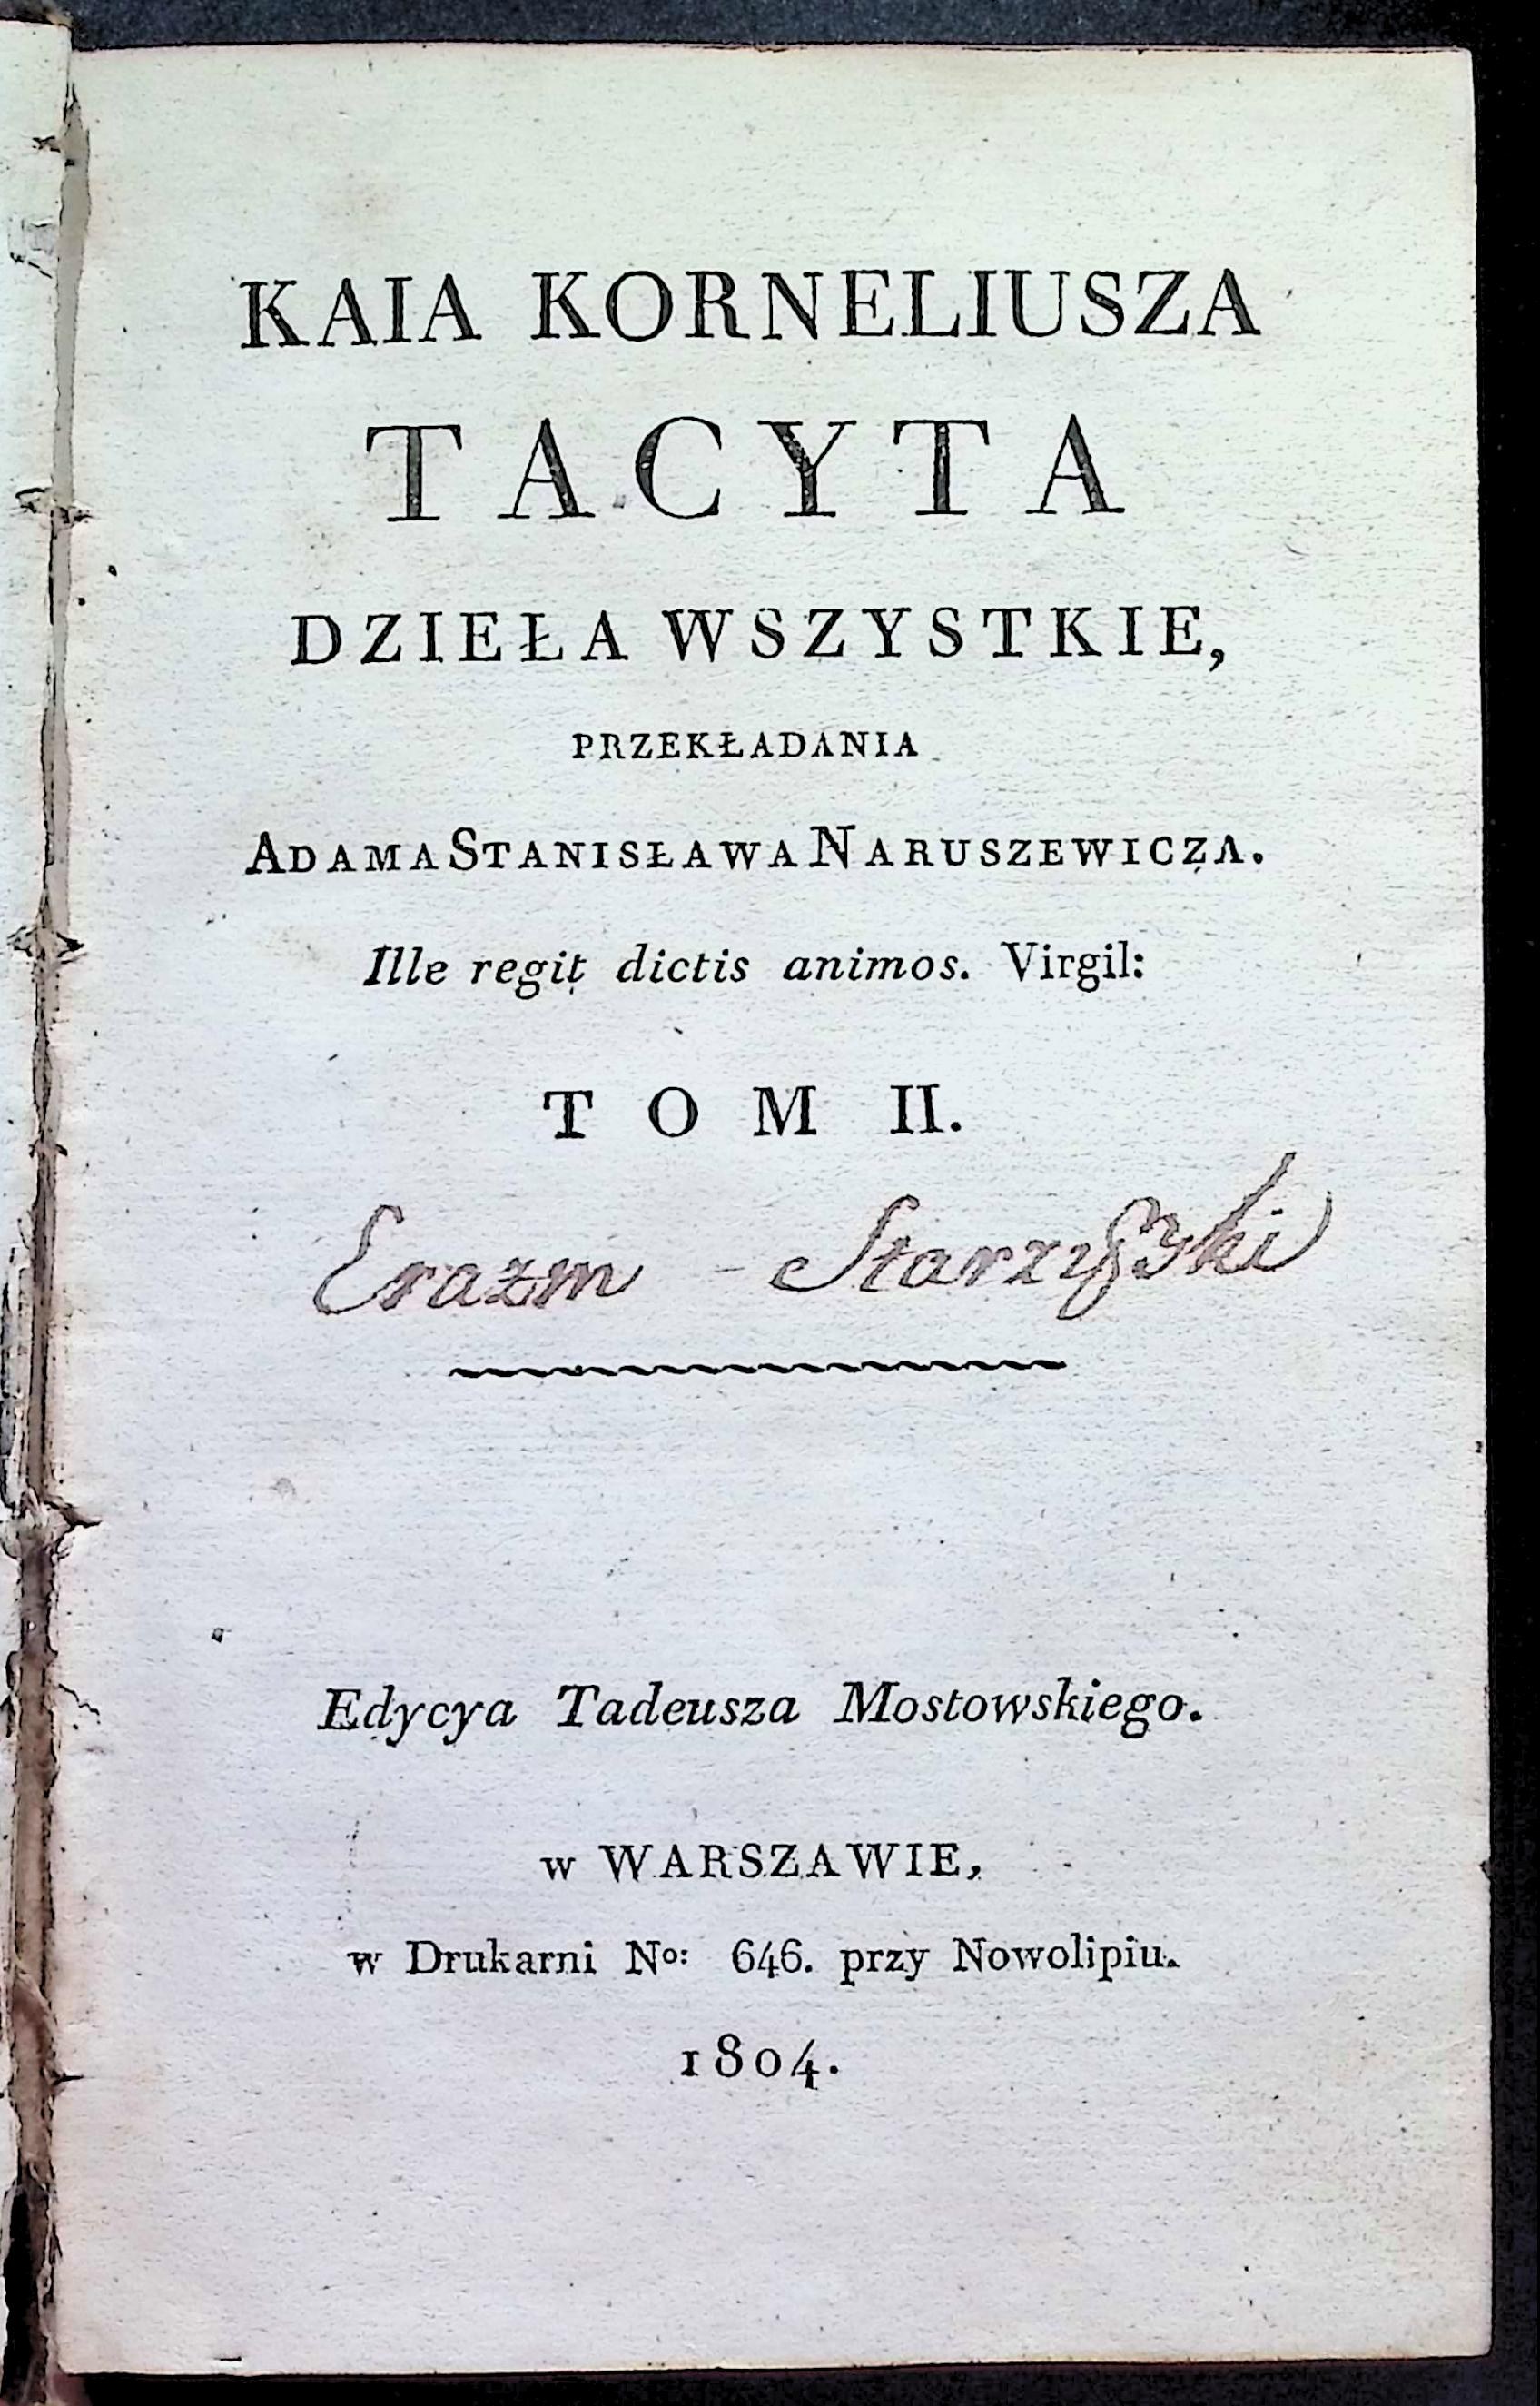 KAIA KORNELIUSZA
TACYTA
DZIEŁA WSZYSTKIE,
PRZEKŁADANIA
ADAMA STANISŁAWA NARUSZEWICZA.
Ille regit dictis animos. Virgil:
TOM II.
Erazm
Edycya Tadeusza Mostowskiego.
w WARSZAWIE,
w Drukarni No: 646. przy Nowolipiu.
1804.